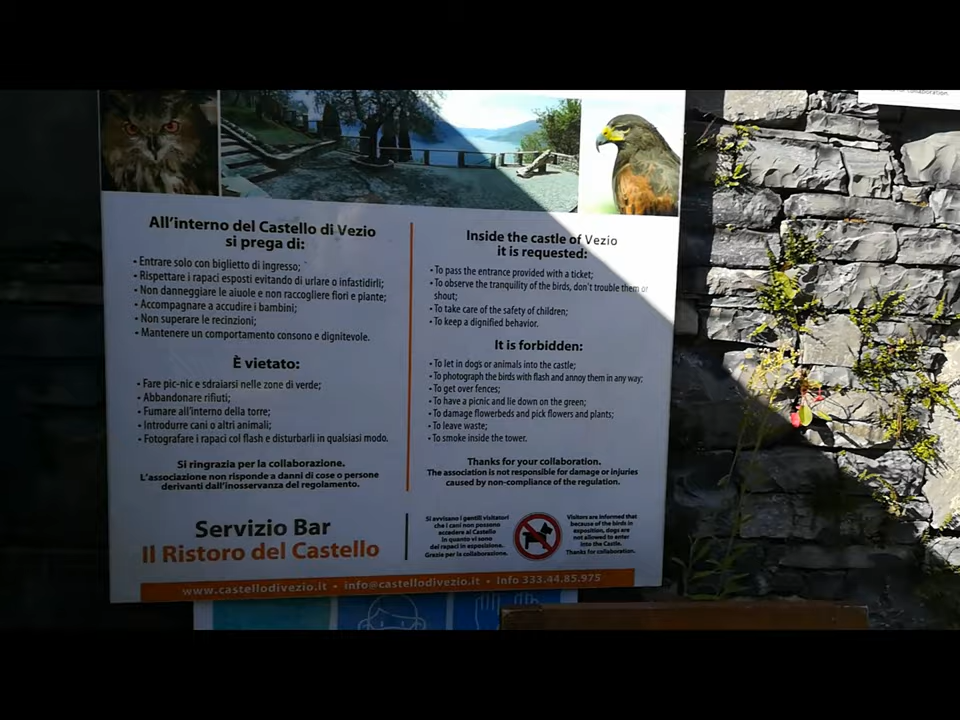 All'interno del Castello di Vezio
si prega di:
• Entrare solo con biglietto di ingresso;
• Rispettare i rapaci esposti evitando di urlare o infastidirli;
• Non danneggiare le aiuole e non raccogliere fiori e piante;
• Accompagnare a accudire i bambini;
• Non superare le recinzioni;
• Mantenere un comportamento consono e dignitevole.
È vietato:
• Fare pic-nic e sdraiarsi nelle zone di verde;
• Abbandonare rifiuti;
• Fumare all'interno della torre;
• Introdurre cani o altri animali;
• Fotografare i rapaci col flash e disturbarli in qualsiasi modo.
Si ringrazia per la collaborazione.
L'associazione non risponde a danni di cose o persone
derivanti dall'inosservanza del regolamento.
Servizio Bar
Il Ristoro del Castello
Inside the castle of Vezio
it is requested:
• To pass the entrance provided with a ticket;
• To observe the tranquility of the birds, don't trouble them or
shout;
• To take care of the safety of children;
• To keep a dignified behavior.
It is forbidden:
• To let in dogs or animals into the castle;
• To photograph the birds with flash and annoy them in any way;
• To get over fences;
• To have a picnic and lie down on the green;
• To damage flowerbeds and pick flowers and plants;
• To leave waste;
• To smoke inside the tower.
Thanks for your collaboration.
The association is not responsible for damage or injuries
caused by non-compliance of the regulation.
Si avvisano i gentili visitatori
che i cani non possono
accedere al Castello
in quanto vi sono
dei rapaci in esposizione.
Grazie per la collaborazione.
Visitors are informed that
because of the birds in
exposition, dogs are
not allowed to enter
into the Castle.
Thanks for collaboration.
www.castellodivezio.it • info@castellodivezio.it • Info 333.44.85.975